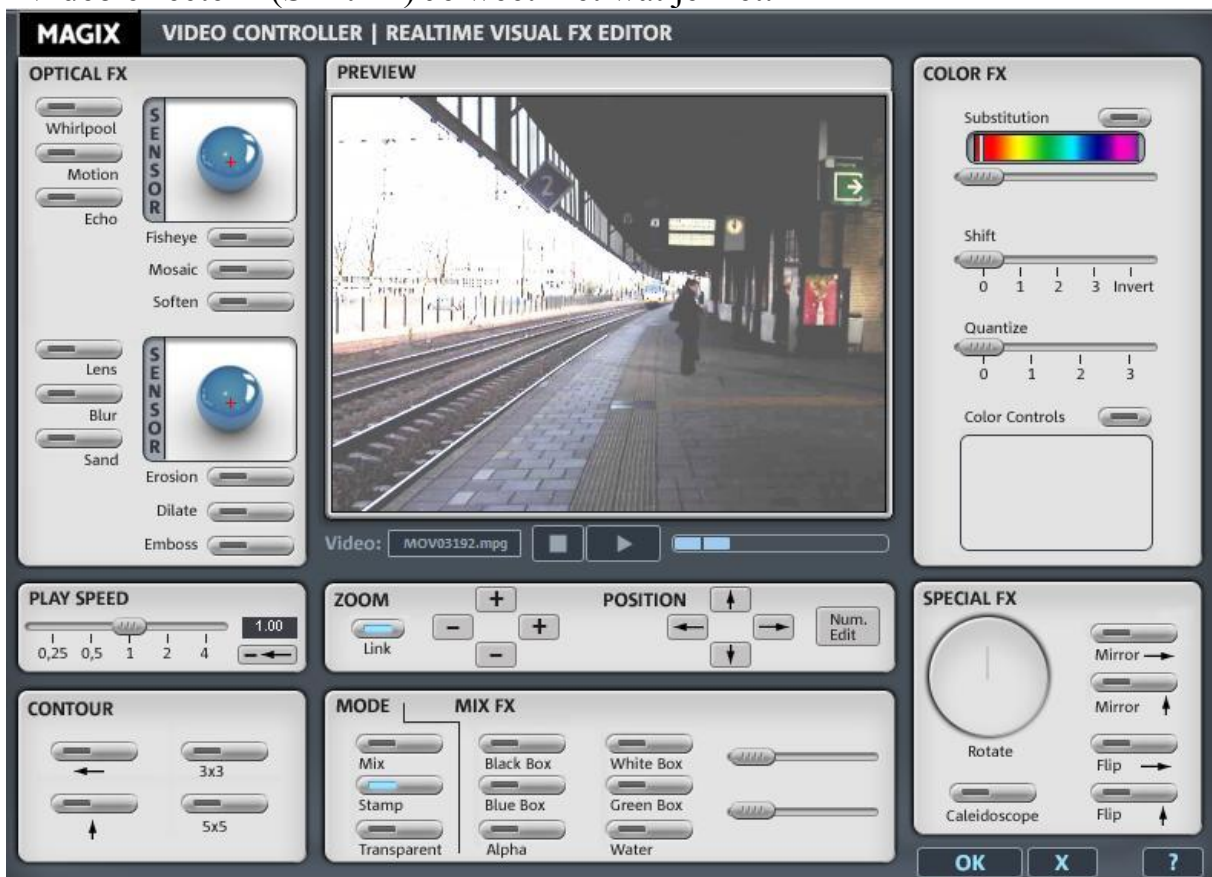 MAGIX VIDEO CONTROLLER | REALTIME VISUAL FX EDITOR
OPTICAL FX
Whirlpool
Motion
Echo
SENSOR
Fisheye
Mosaic
Soften
Lens
Blur
Sand
SENSOR
Erosion
Dilate
Emboss
PREVIEW
2
Video: MOV03192.mpg
COLOR FX
Substitution
Shift
0 1 2 3 Invert
Quantize
0 1 2 3
Color Controls
PLAY SPEED
1.00
0,25 0,5 1 2 4
ZOOM
Link
+
- +
-
POSITION
Num.
Edit
SPECIAL FX
Rotate
Mirror
Mirror
Flip
Caleidoscope Flip
CONTOUR
3x3
5x5
MODE MIX FX
Mix Black Box White Box
Stamp Blue Box Green Box
Transparent Alpha Water
OK X ?